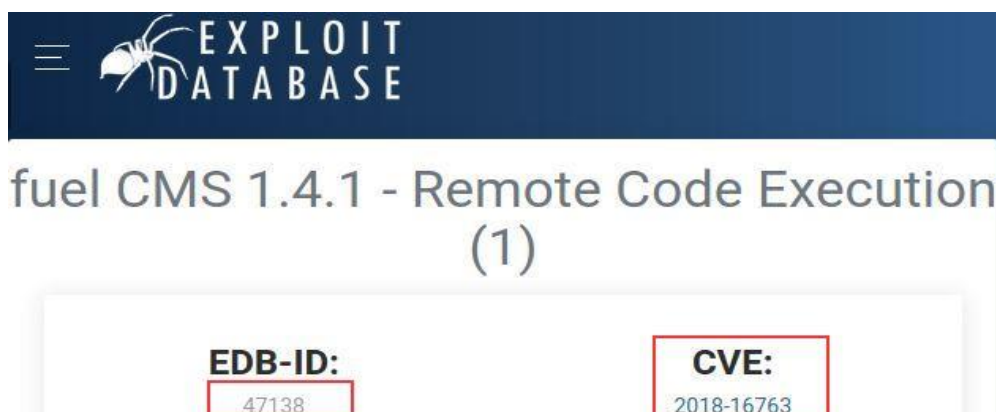 EXPLOIT
DATABASE
fuel CMS 1.4.1 - Remote Code Execution
(1)
EDB-ID:
47138
CVE:
2018-16763